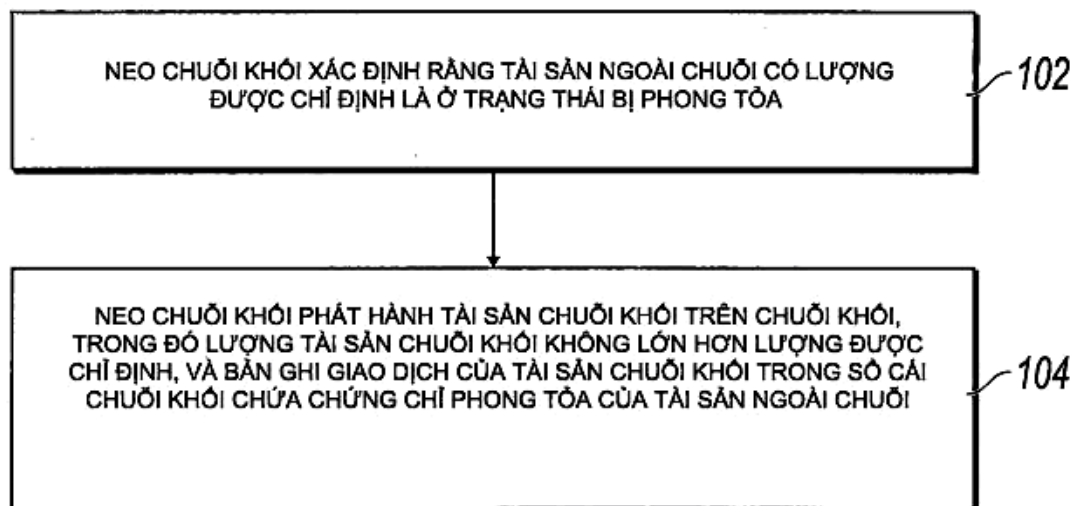 NEO CHUỖI KHỐI XÁC ĐỊNH RẰNG TÀI SẢN NGOÀI CHUỖI CÓ LƯỢNG
ĐƯỢC CHỈ ĐỊNH LÀ Ở TRẠNG THÁI BỊ PHONG TỎA
102
NEO CHUỖI KHỐI PHÁT HÀNH TÀI SẢN CHUỖI KHỐI TRÊN CHUỖI KHỐI,
TRONG ĐÓ LƯỢNG TÀI SẢN CHUỖI KHỐI KHÔNG LỚN HƠN LƯỢNG ĐƯỢC
CHỈ ĐỊNH, VÀ BẢN GHI GIAO DỊCH CỦA TÀI SẢN CHUỖI KHỐI TRONG SỔ CÁI
CHUỖI KHỐI CHỨA CHỨNG CHỈ PHONG TỎA CỦA TÀI SẢN NGOÀI CHUỖI
104